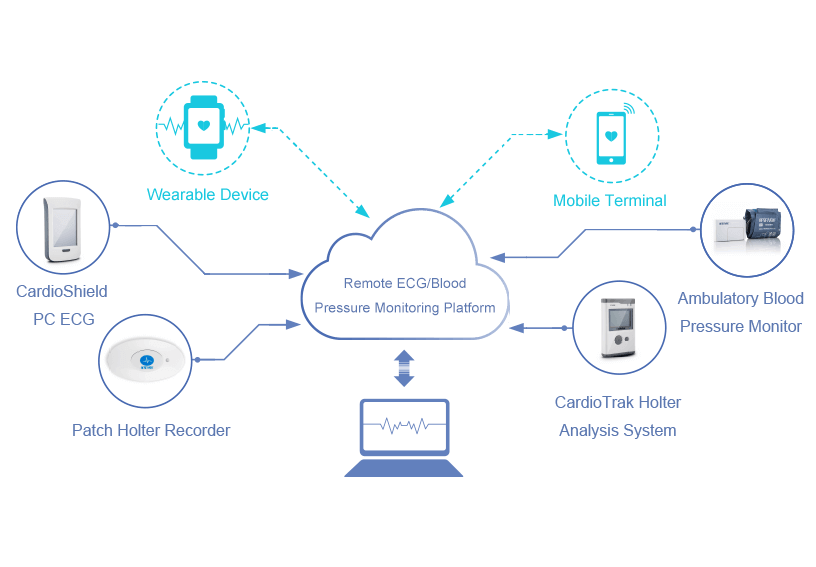 Wearable Device
Mobile Terminal
CardioShield
PC ECG
Remote ECG/Blood
Pressure Monitoring Platform
Ambulatory Blood
Pressure Monitor
Patch Holter Recorder
CardioTrak Holter
Analysis System